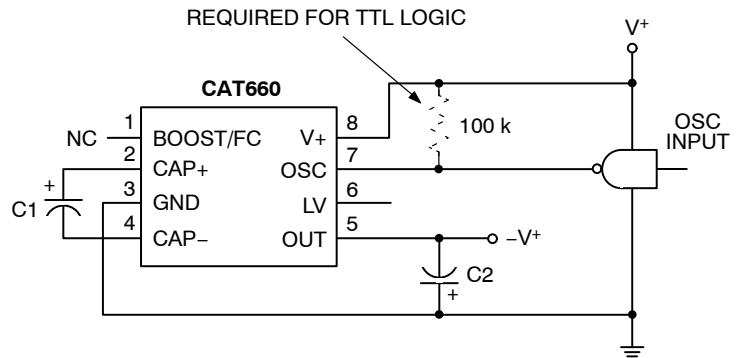 REQUIRED FOR TTL LOGIC
V+
CAT660
NC 1 BOOST/FC V+ 8
100 k
OSC
INPUT
2 CAP+ OSC 7
+
C1
3 GND LV 6
4 CAP− OUT 5
−V+
C2
+